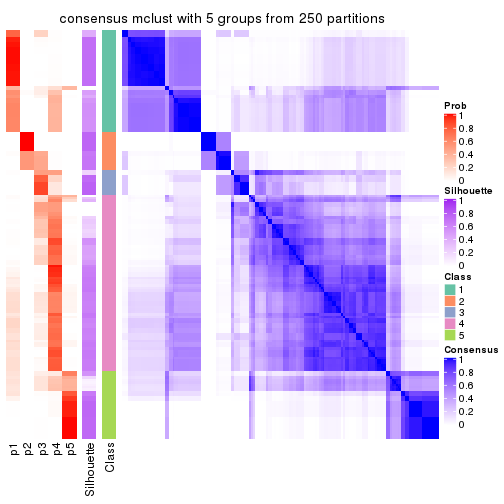 consensus mclust with 5 groups from 250 partitions
Prob
1
0.8
0.6
0.4
0.2
0
Silhouette
1
0.8
0.6
0.4
0.2
0
Class
1
2
3
4
5
Consensus
1
0.8
0.6
0.4
0.2
0
p1
p2
p3
p4
p5
Silhouette
Class